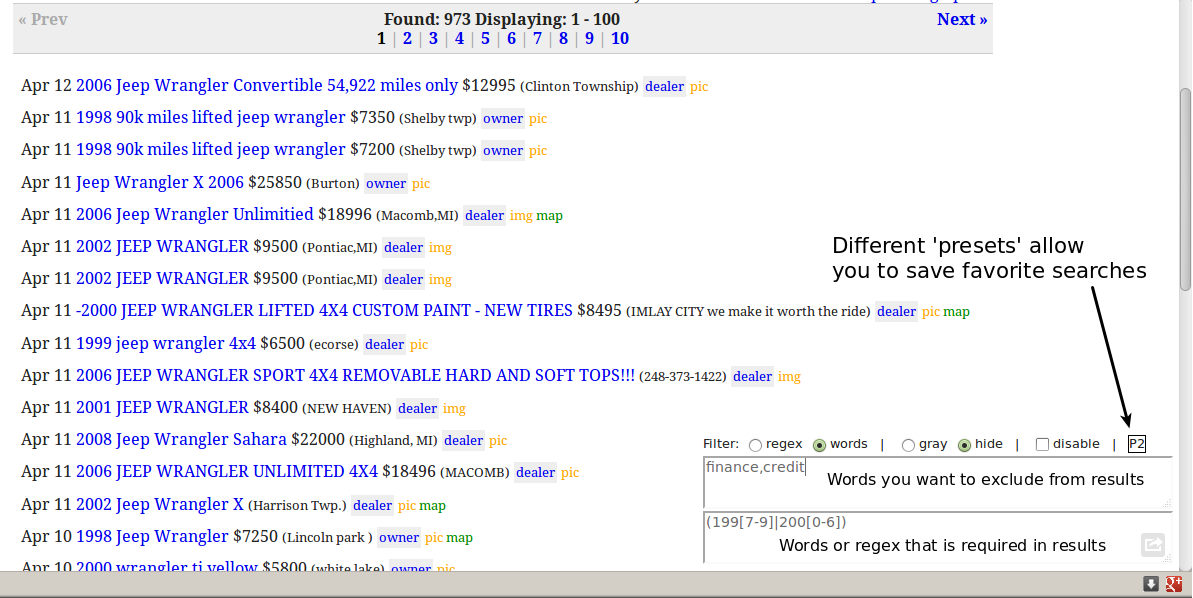 « Prev Found: 973 Displaying: 1 - 100 Next »
1 | 2 | 3 | 4 | 5 | 6 | 7 | 8 | 9 | 10
Apr 12 2006 Jeep Wrangler Convertible 54,922 miles only $12995 (Clinton Township) dealer pic
Apr 11 1998 90k miles lifted jeep wrangler $7350 (Shelby twp) owner pic
Apr 11 1998 90k miles lifted jeep wrangler $7200 (Shelby twp) owner pic
Apr 11 Jeep Wrangler X 2006 $25850 (Burton) owner pic
Apr 11 2006 Jeep Wrangler Unlimitied $18996 (Macomb,MI) dealer img map
Apr 11 2002 JEEP WRANGLER $9500 (Pontiac,MI) dealer img
Apr 11 2002 JEEP WRANGLER $9500 (Pontiac,MI) dealer img
Apr 11 -2000 JEEP WRANGLER LIFTED 4X4 CUSTOM PAINT - NEW TIRES $8495 (IMLAY CITY we make it worth the ride) dealer pic map
Apr 11 1999 jeep wrangler 4x4 $6500 (ecorse) dealer pic
Apr 11 2006 JEEP WRANGLER SPORT 4X4 REMOVABLE HARD AND SOFT TOPS!!! (248-373-1422) dealer img
Apr 11 2001 JEEP WRANGLER $8400 (NEW HAVEN) dealer img
Apr 11 2008 Jeep Wrangler Sahara $22000 (Highland, MI) dealer pic
Apr 11 2006 JEEP WRANGLER UNLIMITED 4X4 $18496 (MACOMB) dealer pic
Apr 11 2002 Jeep Wrangler X (Harrison Twp.) dealer pic map
Apr 10 1998 Jeep Wrangler $7250 (Lincoln park ) owner pic map
Apr 10 2000 wrangler tj yellow $5800 (white lake) owner pic
Different 'presets' allow
you to save favorite searches
Filter: regex words | gray hide | disable | P2
finance,credit
Words you want to exclude from results
(199[7-9]|200[0-6])
Words or regex that is required in results
g+